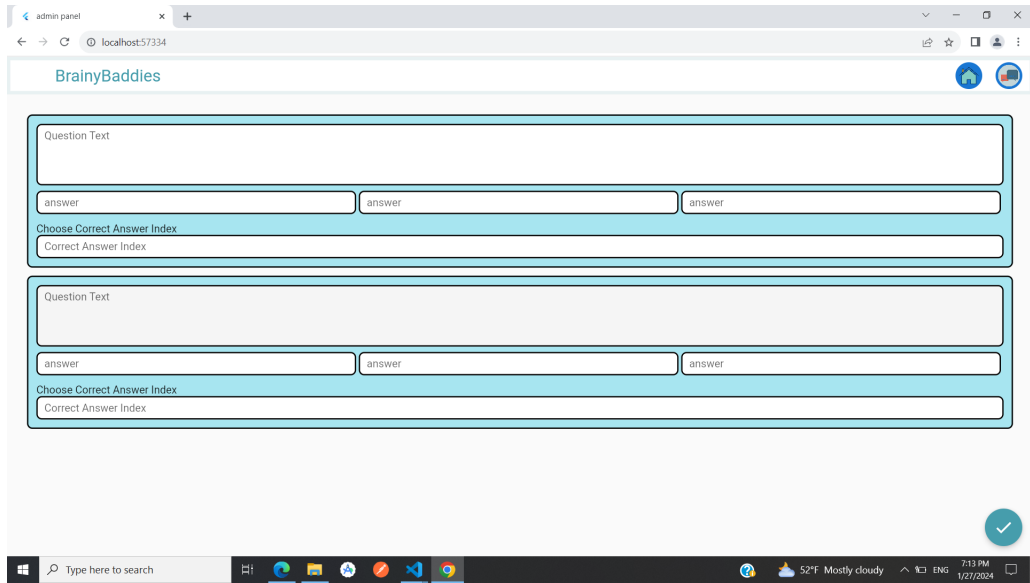 admin panel
localhost:57334
BrainyBaddies
Question Text
answer answer answer
Choose Correct Answer Index
Correct Answer Index
Question Text
answer answer answer
Choose Correct Answer Index
Correct Answer Index
Type here to search 52°F Mostly cloudy ENG 7:13 PM
1/27/2024